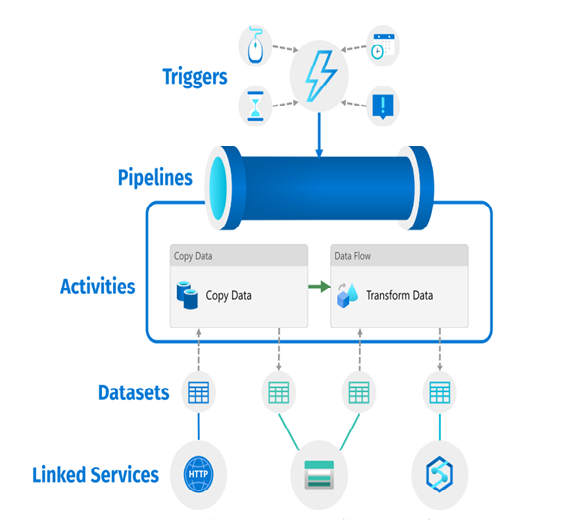 Triggers
Pipelines
Copy Data
Data Flow
Activities
Copy Data
Transform Data
Datasets
Linked Services
HTTP